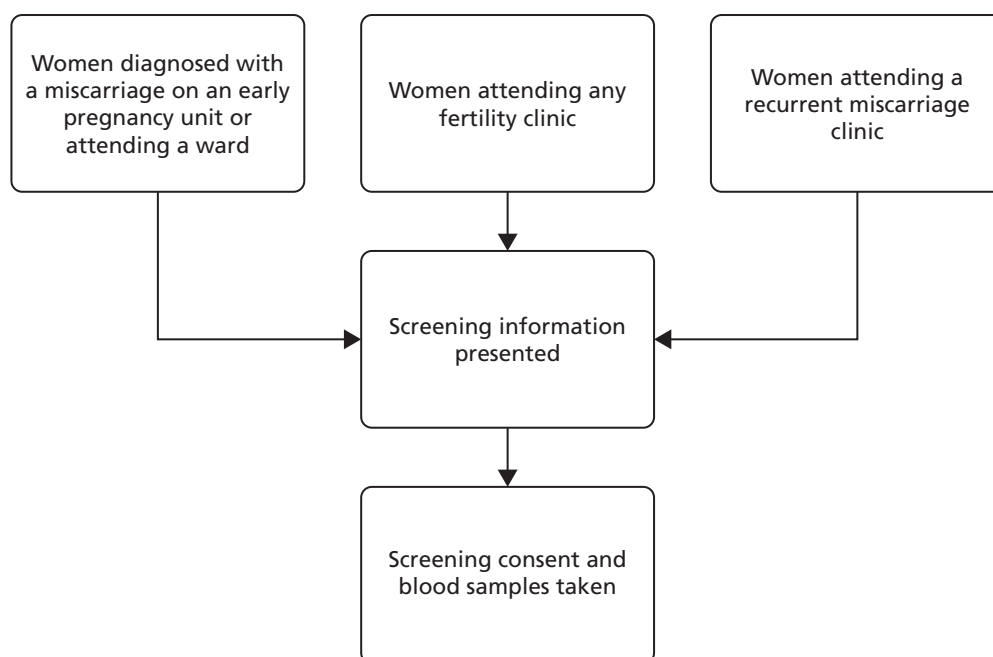 Women diagnosed with
a miscarriage on an early
pregnancy unit or
attending a ward
Women attending any
fertility clinic
Women attending a
recurrent miscarriage
clinic
Screening information
presented
Screening consent and
blood samples taken